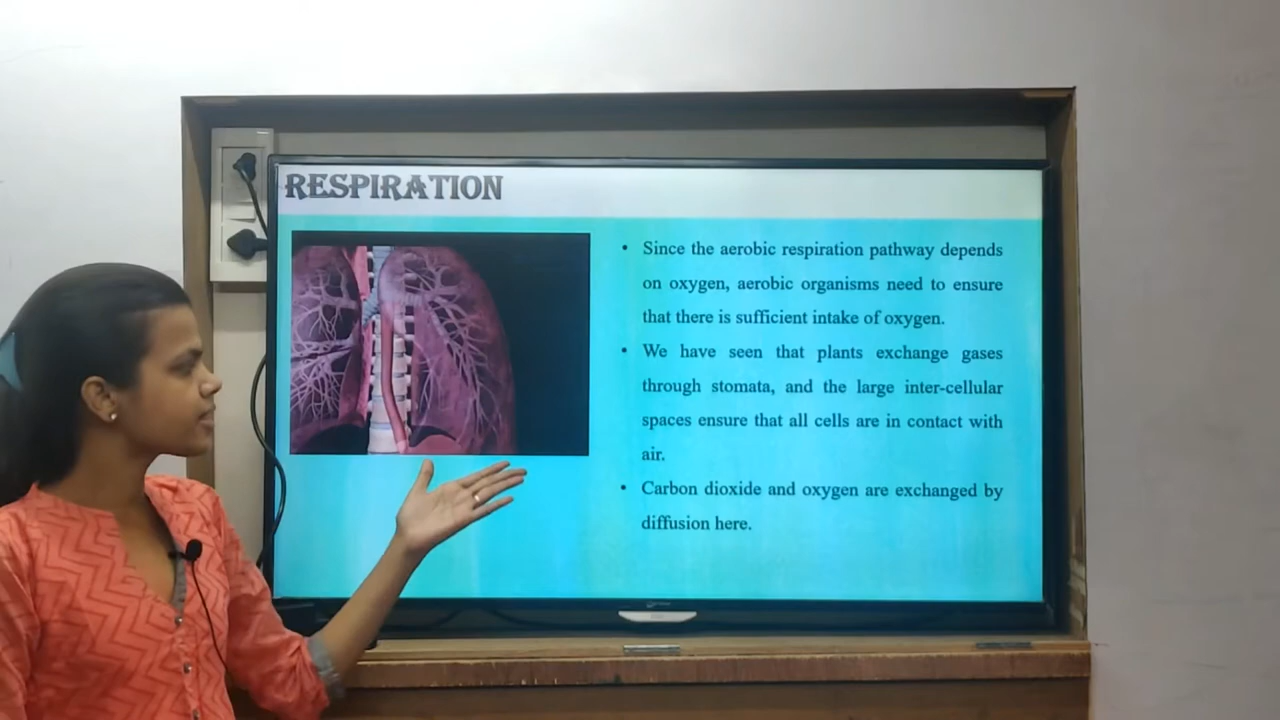 RESPIRATION
• Since the aerobic respiration pathway depends
on oxygen, aerobic organisms need to ensure
that there is sufficient intake of oxygen.
• We have seen that plants exchange gases
through stomata, and the large inter-cellular
spaces ensure that all cells are in contact with
air.
• Carbon dioxide and oxygen are exchanged by
diffusion here.